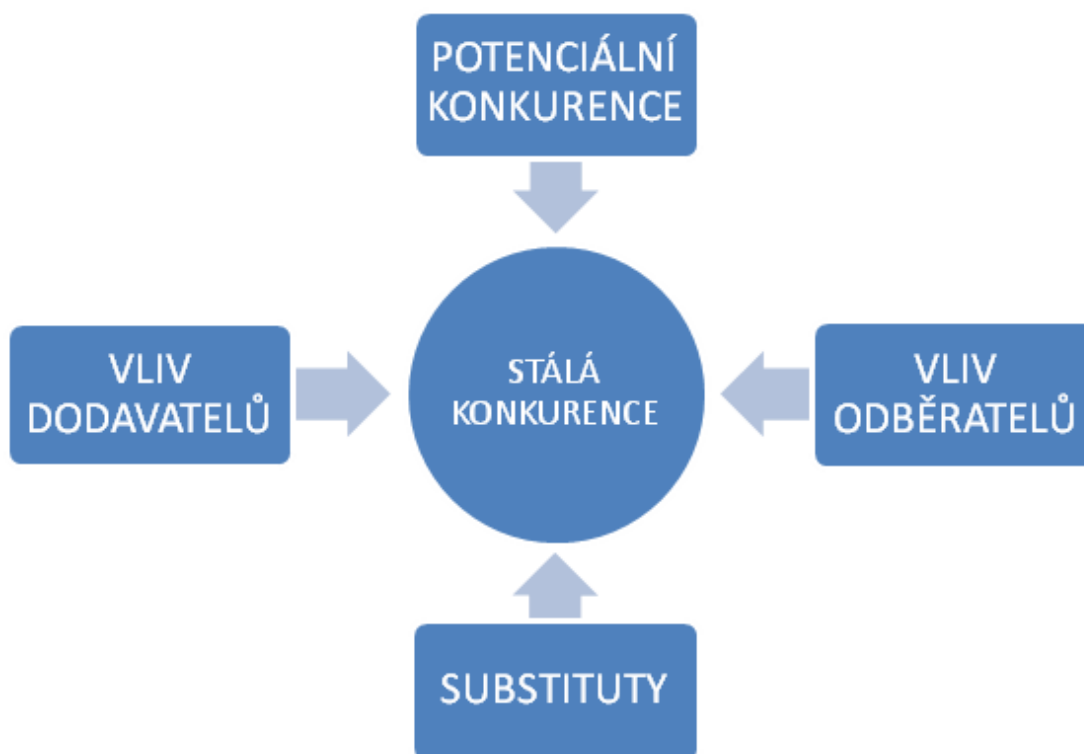 POTENCIÁLNÍ
KONKURENCE
VLIV
DODAVATELŮ
STÁLÁ
KONKURENCE
VLIV
ODBĚRATELŮ
SUBSTITUTY